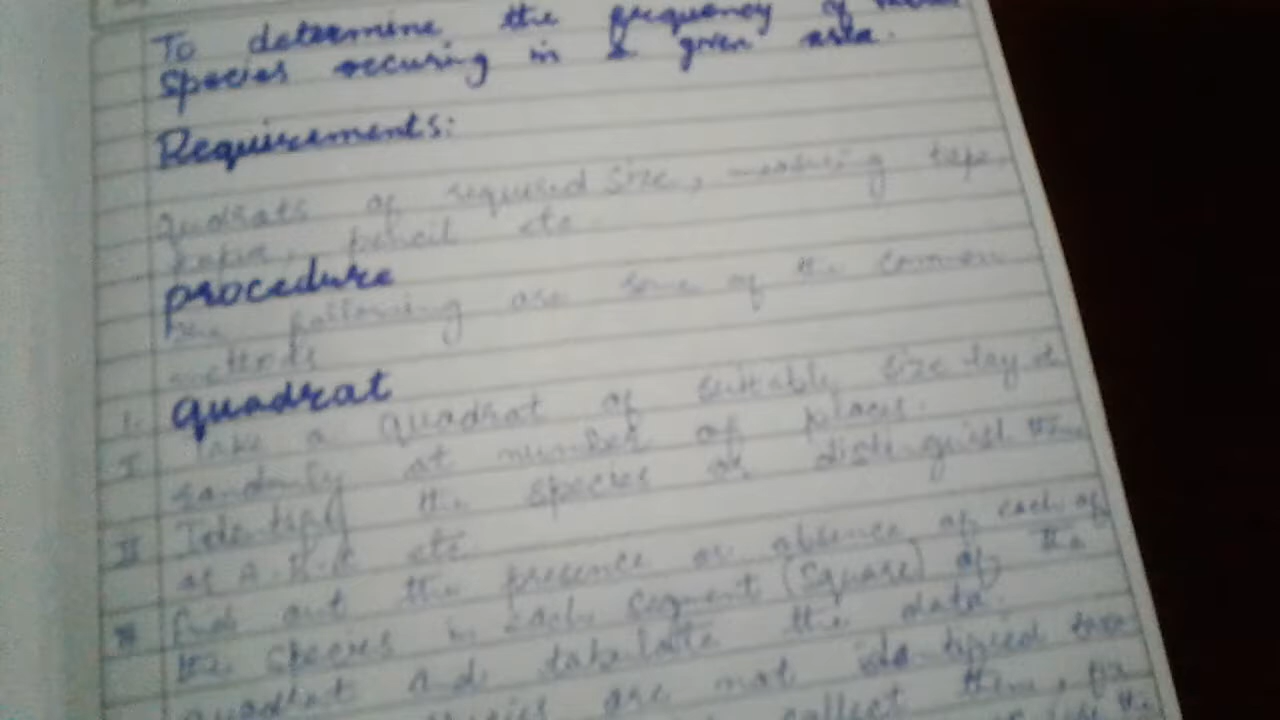 To determine the frequency of
species occuring in a given area.
Requirements:
Quadrats of required size, measuring tape,
paper, pencil etc.
procedure
The following are some of the common
methods
1. quadrat
I Take a quadrat of suitable size lay it
randomly at number of places.
II Identify the species or distinguish them
as A.B.C etc.
find out the presence or absence of each of
the species in each segment (square) of the
quadrat and tabulate the data.
species are not
collect them,